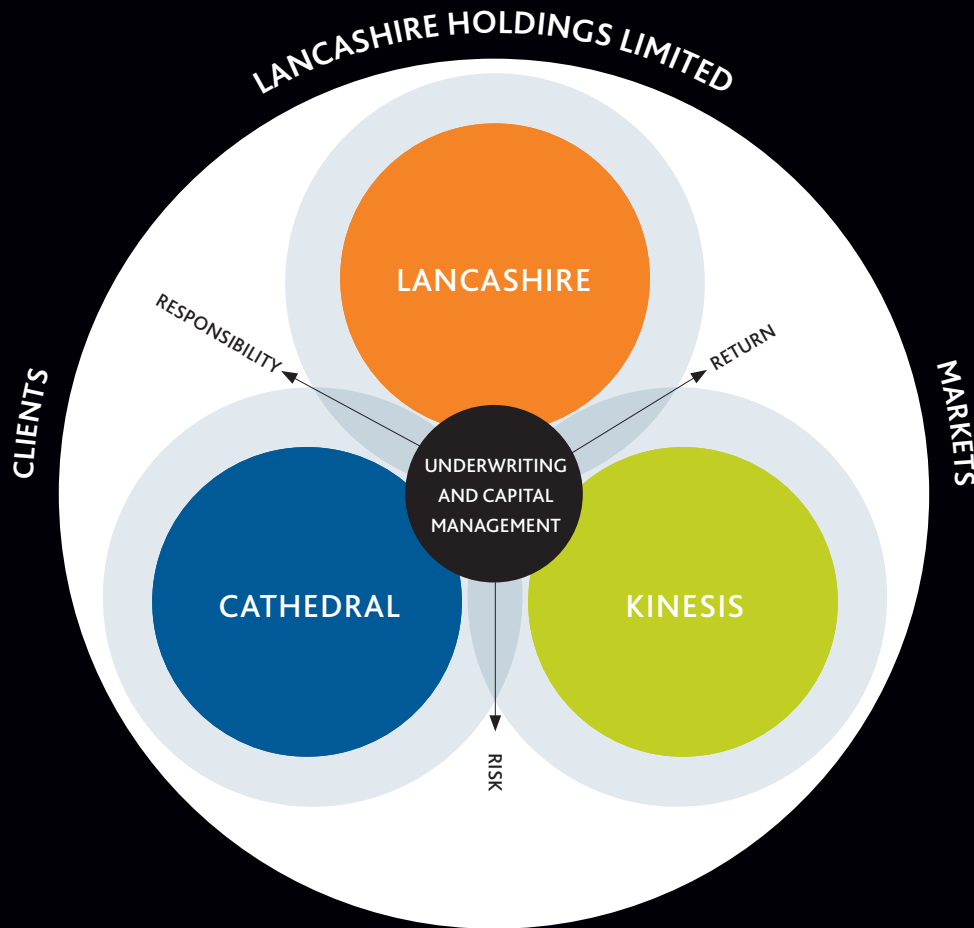 LANCASHIRE HOLDINGS LIMITED
LANCASHIRE
RESPONSIBILITY
RETURN
CLIENTS
MARKETS
UNDERWRITING
AND CAPITAL
MANAGEMENT
CATHEDRAL
KINESIS
RISK